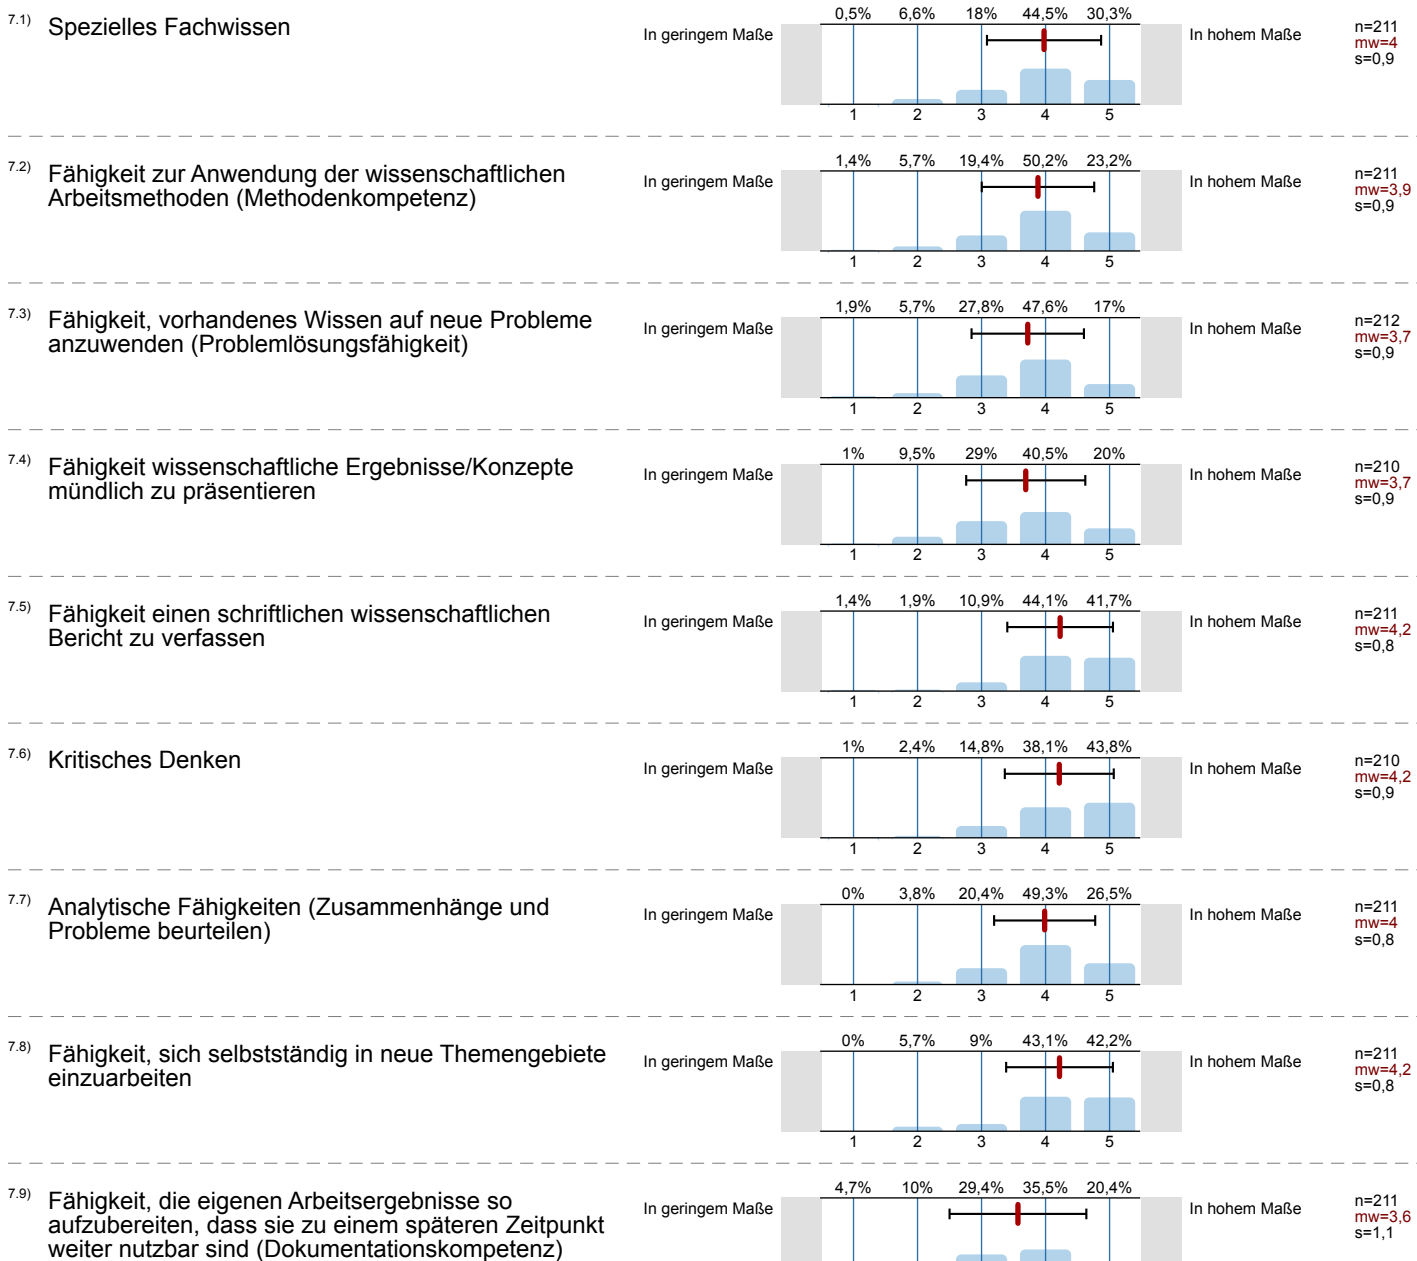 7.1) Spezielles Fachwissen
In geringem Maße
0,5% 6,6% 18% 44,5% 30,3%
1 2 3 4 5
In hohem Maße
n=211
mw=4
s=0,9
7.2) Fähigkeit zur Anwendung der wissenschaftlichen
Arbeitsmethoden (Methodenkompetenz)
In geringem Maße
1,4% 5,7% 19,4% 50,2% 23,2%
1 2 3 4 5
In hohem Maße
n=211
mw=3,9
s=0,9
7.3) Fähigkeit, vorhandenes Wissen auf neue Probleme
anzuwenden (Problemlösungsfähigkeit)
In geringem Maße
1,9% 5,7% 27,8% 47,6% 17%
1 2 3 4 5
In hohem Maße
n=212
mw=3,7
s=0,9
7.4) Fähigkeit wissenschaftliche Ergebnisse/Konzepte
mündlich zu präsentieren
In geringem Maße
1% 9,5% 29% 40,5% 20%
1 2 3 4 5
In hohem Maße
n=210
mw=3,7
s=0,9
7.5) Fähigkeit einen schriftlichen wissenschaftlichen
Bericht zu verfassen
In geringem Maße
1,4% 1,9% 10,9% 44,1% 41,7%
1 2 3 4 5
In hohem Maße
n=211
mw=4,2
s=0,8
7.6) Kritisches Denken
In geringem Maße
1% 2,4% 14,8% 38,1% 43,8%
1 2 3 4 5
In hohem Maße
n=210
mw=4,2
s=0,9
7.7) Analytische Fähigkeiten (Zusammenhänge und
Probleme beurteilen)
In geringem Maße
0% 3,8% 20,4% 49,3% 26,5%
1 2 3 4 5
In hohem Maße
n=211
mw=4
s=0,8
7.8) Fähigkeit, sich selbstständig in neue Themengebiete
einzuarbeiten
In geringem Maße
0% 5,7% 9% 43,1% 42,2%
1 2 3 4 5
In hohem Maße
n=211
mw=4,2
s=0,8
7.9) Fähigkeit, die eigenen Arbeitsergebnisse so
aufzubereiten, dass sie zu einem späteren Zeitpunkt
weiter nutzbar sind (Dokumentationskompetenz)
In geringem Maße
4,7% 10% 29,4% 35,5% 20,4%
In hohem Maße
n=211
mw=3,6
s=1,1